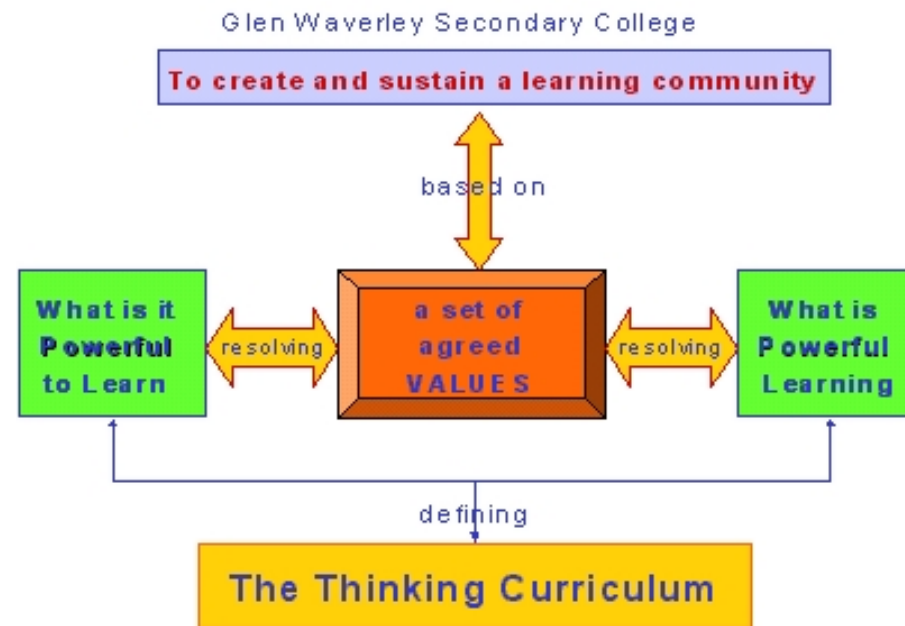 Glen Waverley Secondary College
To create and sustain a learning community
based on
What is it
Powerful
to Learn
resolving
a set of
agreed
VALUES
resolving
What is
Powerful
Learning
defining
The Thinking Curriculum